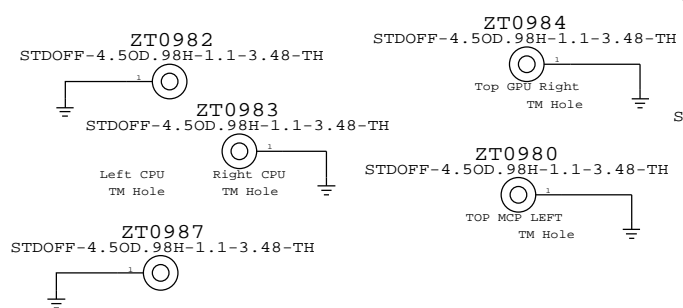 ZT0982
STDOFF-4.5OD.98H-1.1-3.48-TH
1
ZT0984
STDOFF-4.5OD.98H-1.1-3.48-TH
1
Top GPU Right
TM Hole
S
ZT0983
STDOFF-4.5OD.98H-1.1-3.48-TH
1
Left CPU
TM Hole
Right CPU
TM Hole
ZT0980
STDOFF-4.5OD.98H-1.1-3.48-TH
1
TOP MCP LEFT
TM Hole
ZT0987
STDOFF-4.5OD.98H-1.1-3.48-TH
1